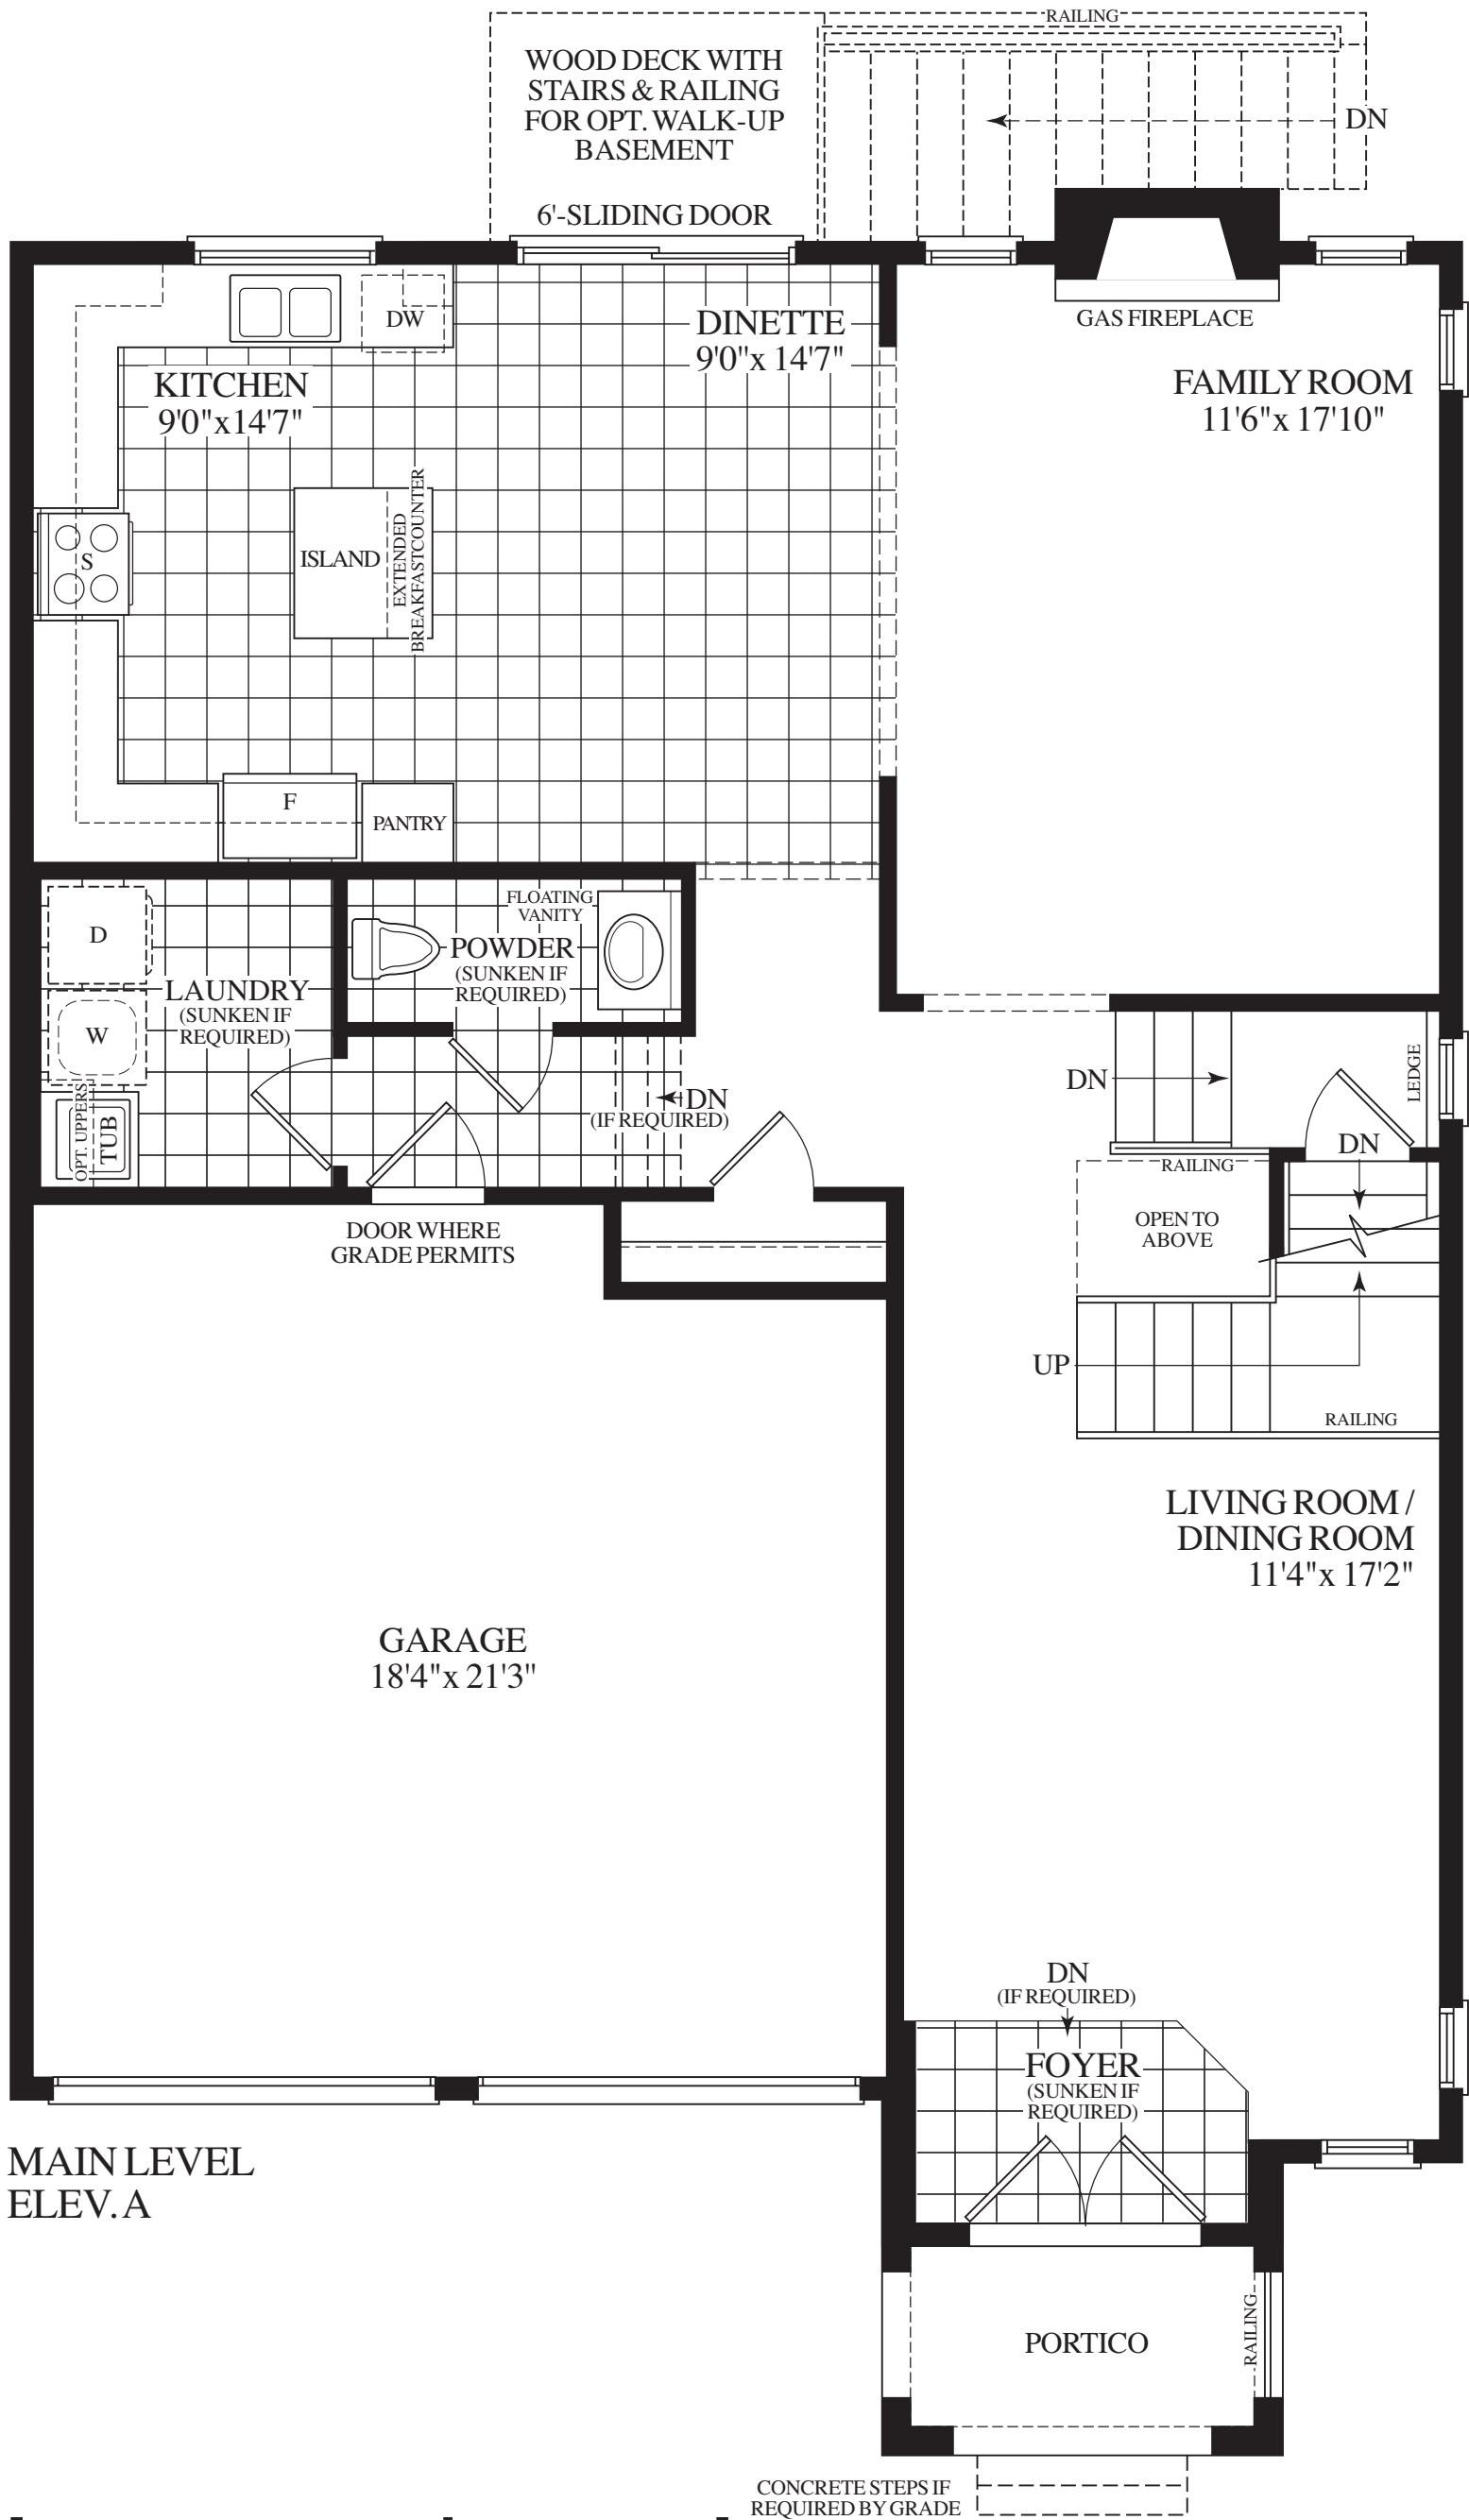 RAILING
WOOD DECK WITH
STAIRS & RAILING
FOR OPT. WALK-UP
BASEMENT
DN
6'-SLIDING DOOR
DW
DINETTE
9'0"x 14'7"
GAS FIREPLACE
KITCHEN
9'0"x14'7"
FAMILY ROOM
11'6"x 17'10"
S
ISLAND
EXTENDED
BREAKFASTCOUNTER
F
PANTRY
D
FLOATING
VANITY
POWDER
(SUNKEN IF
REQUIRED)
LAUNDRY
(SUNKEN IF
REQUIRED)
W
OPT. UPPERS
TUB
DN
(IF REQUIRED)
DN
LEDGE
DN
RAILING
OPEN TO
ABOVE
DOOR WHERE
GRADE PERMITS
UP
RAILING
LIVING ROOM /
DINING ROOM
11'4"x 17'2"
GARAGE
18'4"x 21'3"
DN
(IF REQUIRED)
FOYER
(SUNKEN IF
REQUIRED)
MAIN LEVEL
ELEV. A
PORTICO
RAILING
CONCRETE STEPS IF
REQUIRED BY GRADE